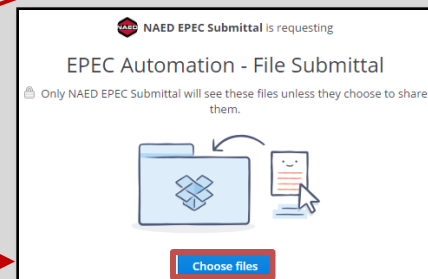 NAED
NAED EPEC Submittal is requesting
EPEC Automation - File Submittal
Only NAED EPEC Submittal will see these files unless they choose to share
them.
Choose files